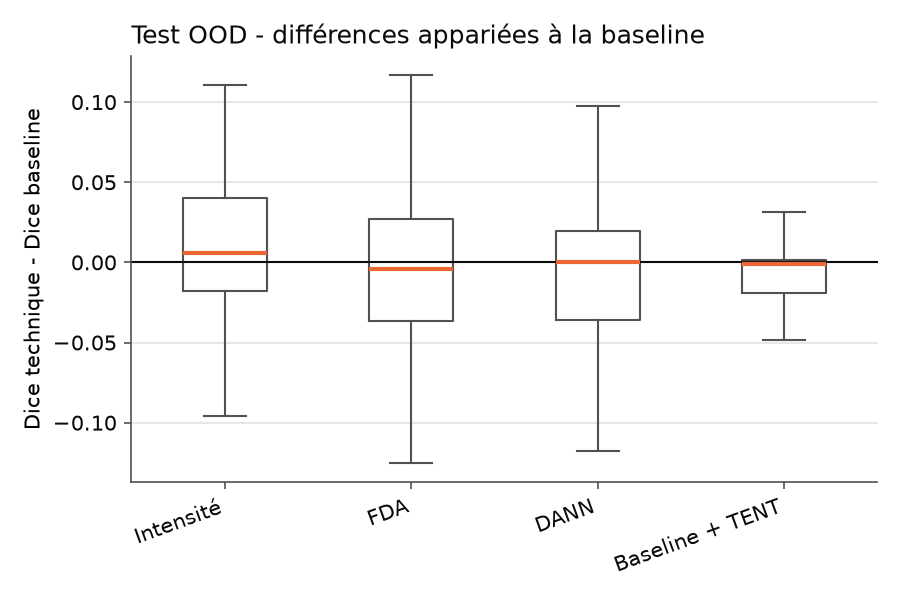 Test OOD - différences appariées à la baseline
Dice technique - Dice baseline
0.10
0.05
0.00
−0.05
−0.10
Intensité
FDA
DANN
Baseline + TENT